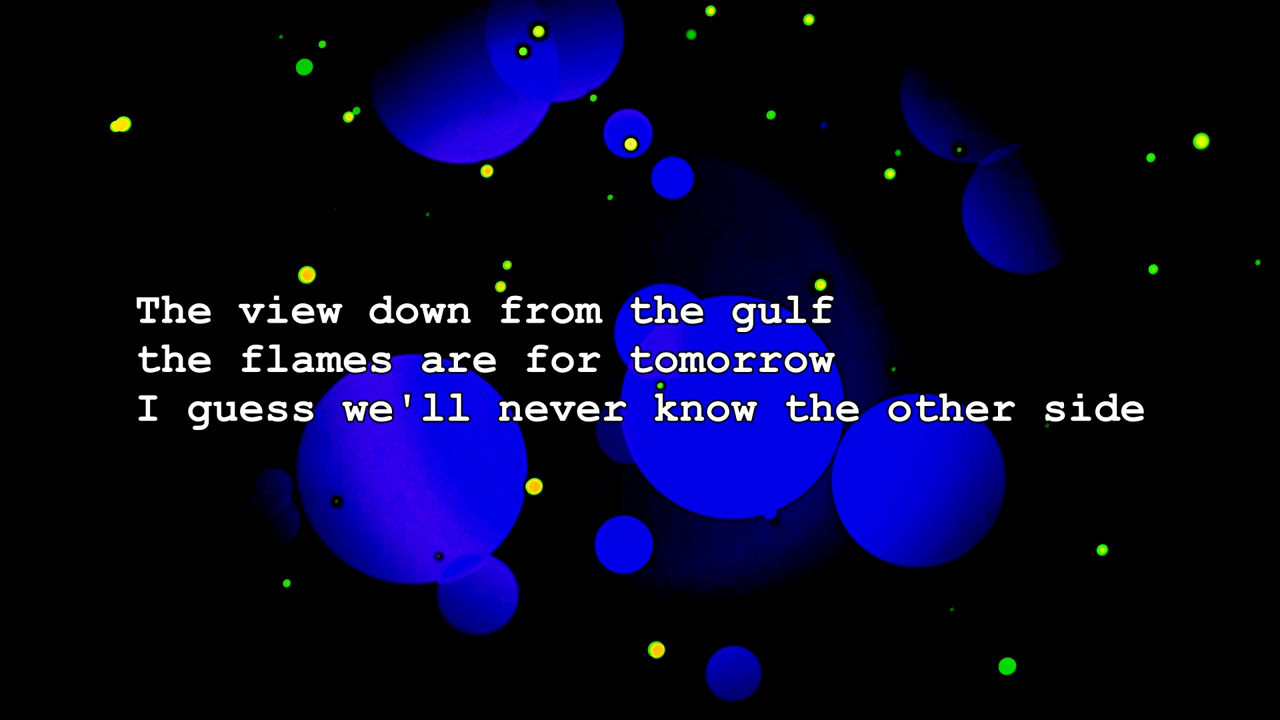 The view down from the gulf
the flames are for tomorrow
I guess we'll never know the other side